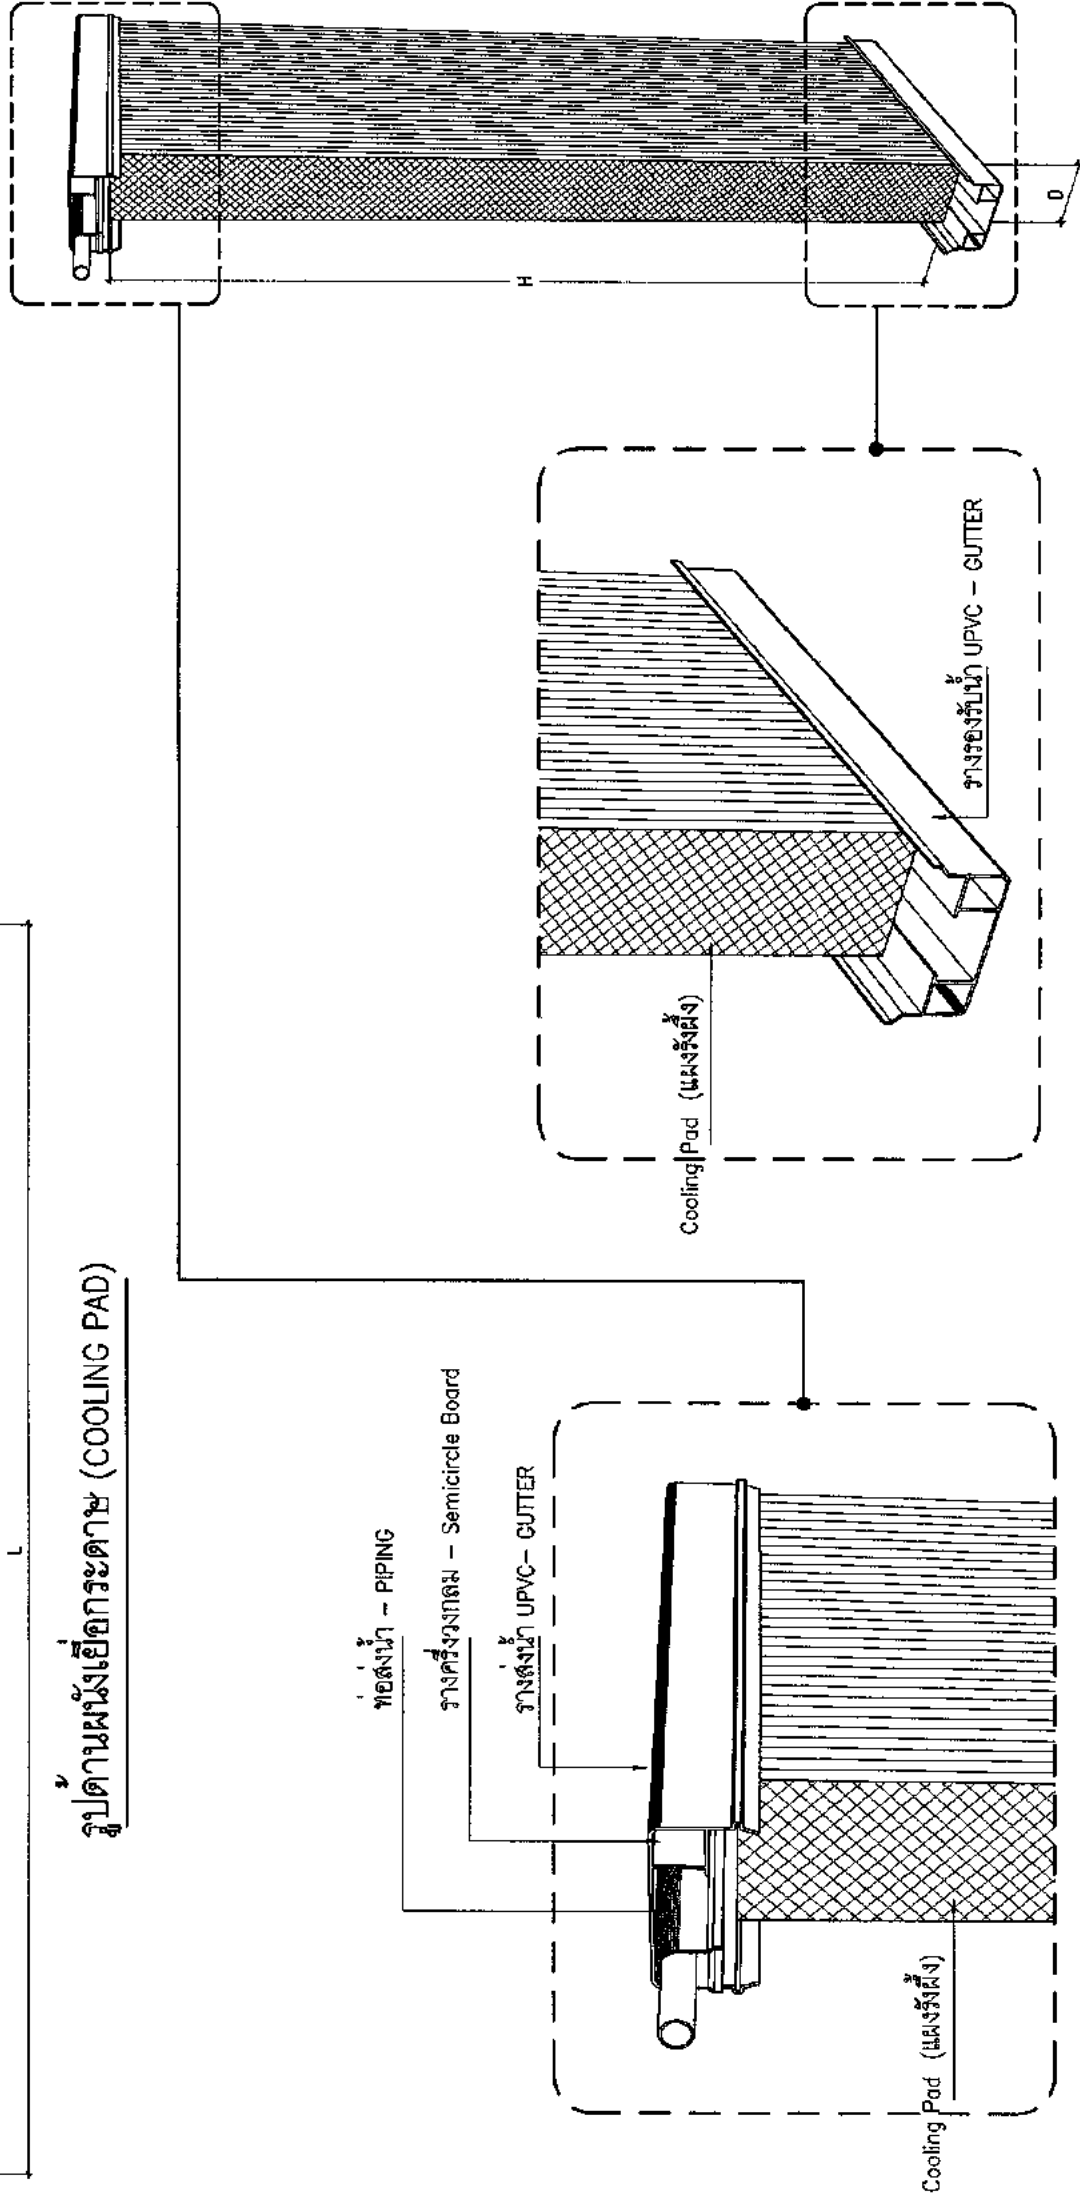 L
รูปด้านผนังเยื่อกระดาษ (COOLING PAD)
ท่อส่งน้ำ - PIPING
รางครึ่งวงกลม - Semicircle Board
รางส่งน้ำ UPVC- GUTTER
Cooling Pad (แผงรังผึ้ง)
Cooling Pad (แผงรังผึ้ง)
รางรองรับน้ำ UPVC - GUTTER
H
D